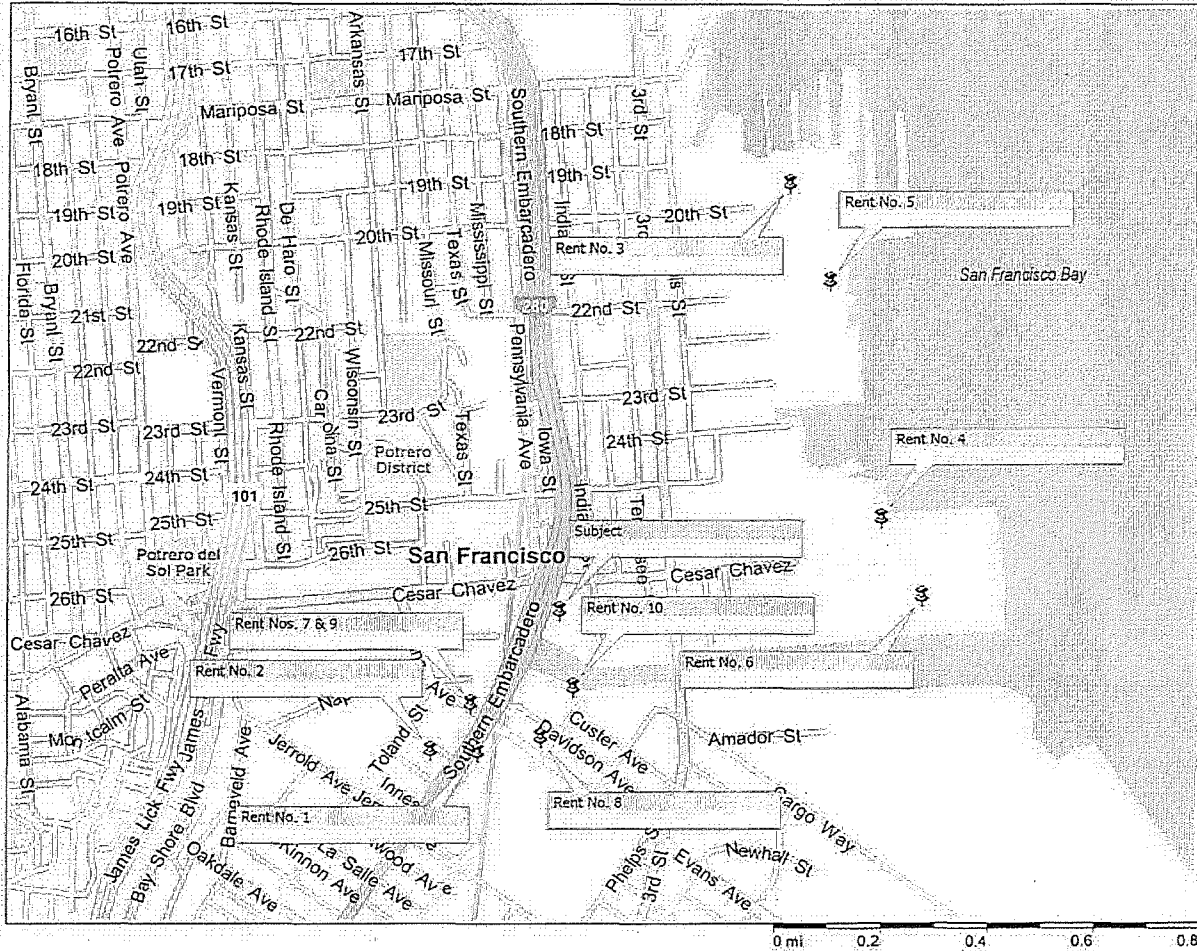 16th St
16th St
17th St
17th St
Utah St
Potrero Ave
Bryant St
Arkansas St
Mariposa St
Mariposa St
Southern Embarcadero
3rd St
18th St
18th St
18th St
19th St
19th St
19th St
19th St
20th St
20th St
20th St
Potrero Ave
Kansas St
Rhode Island St
De Haro St
Missouri St
Texas St
Mississippi St
Rent No. 3
Rent No. 5
San Francisco Bay
Florida St
Bryant St
21st St
22nd St
22nd St
22nd St
22nd St
280
Kansas St
Vermont St
Wisconsin St
Carolina St
Pennsylvania Ave
Iowa St
23rd St
23rd St
23rd St
23rd St
24th St
24th St
24th St
Texas St
Potrero
District
Rhode Island St
101
25th St
25th St
25th St
Rent No. 4
Subject
26th St
26th St
San Francisco
Potrero del
Sol Park
Cesar Chavez
Cesar Chavez
Cesar Chavez
Rent Nos. 7 & 9
Rent No. 10
Rent No. 2
Rent No. 6
Peralta Ave
Montcalm St
Alabama St
Southern Embarcadero
Toland St
Jerrold Ave
Custer Ave
Davidson Ave
Amador St
James Lick Fwy
James
Fwy
Bay Shore Blvd
Barneveld Ave
Rent No. 1
Rent No. 8
Cargo Way
Oakdale Ave
La Salle Ave
Phelps S
3rd St
Evans Ave
Newhall St
0 mi 0.2 0.4 0.6 0.8